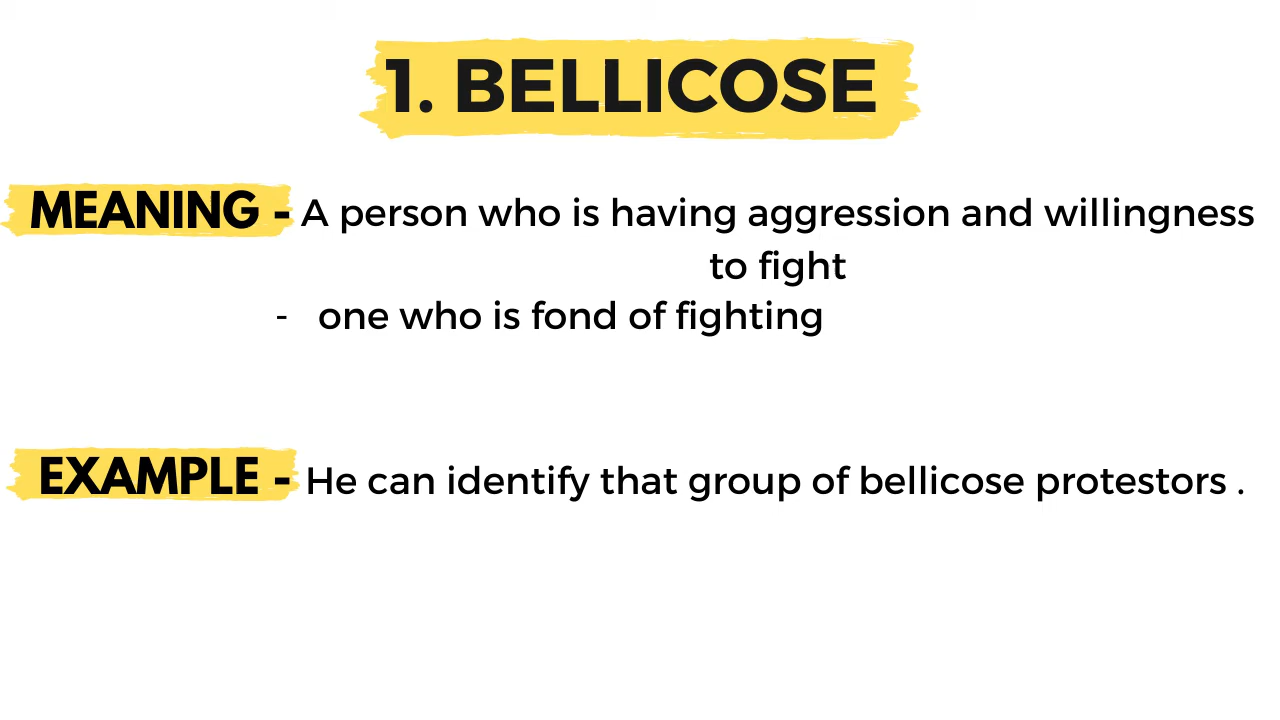 1. BELLICOSE
MEANING - A person who is having aggression and willingness
to fight
- one who is fond of fighting
EXAMPLE - He can identify that group of bellicose protestors .